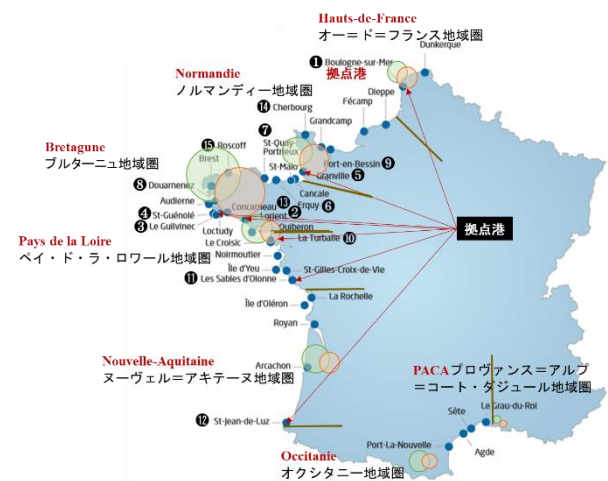 Hauts-de-France
オー＝ド＝フランス地域圏
Dunkerque
❶ Boulogne-sur-Mer
拠点港
Normandie
ノルマンディー地域圏
Dieppe
Fécamp
⓮ Cherbourg
Grandcamp
❼
St-Quay-
Portrieux
Port-en-Bessin ❾
Bretagune
ブルターニュ地域圏
⓯ Roscoff
Brest
St-Malo
Granville ❺
Cancale
Erquy ❻
❽ Douarnenez
Audierne
⓭
Concarneau ❷
❹ St-Guénolé
Lorient
❸ Le Guilvinec
Loctudy
Quiberon
拠点港
Le Croisic
La Turballe ❿
Pays de la Loire
ペイ・ド・ラ・ロワール地域圏
Noirmoutier
Île d'Yeu
St-Gilles-Croix-de-Vie
⓫ Les Sables d'Olonne
La Rochelle
Île d'Oléron
Royan
Nouvelle-Aquitaine
ヌーヴェル＝アキテーヌ地域圏
Arcachon
PACAプロヴァンス＝アルプ
＝コート・ダジュール地域圏
Le Grau-du-Roi
⓬ St-Jean-de-Luz
Sète
Port-La-Nouvelle
Agde
Occitanie
オクシタニー地域圏